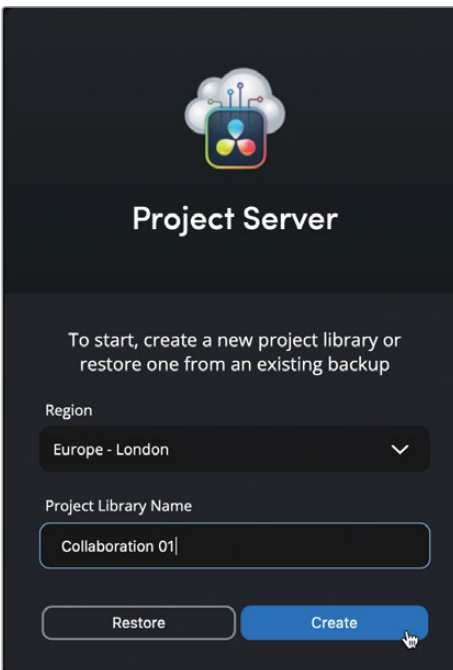 Project Server
To start, create a new project library or
restore one from an existing backup
Region
Europe - London
Project Library Name
Collaboration 01
Restore
Create